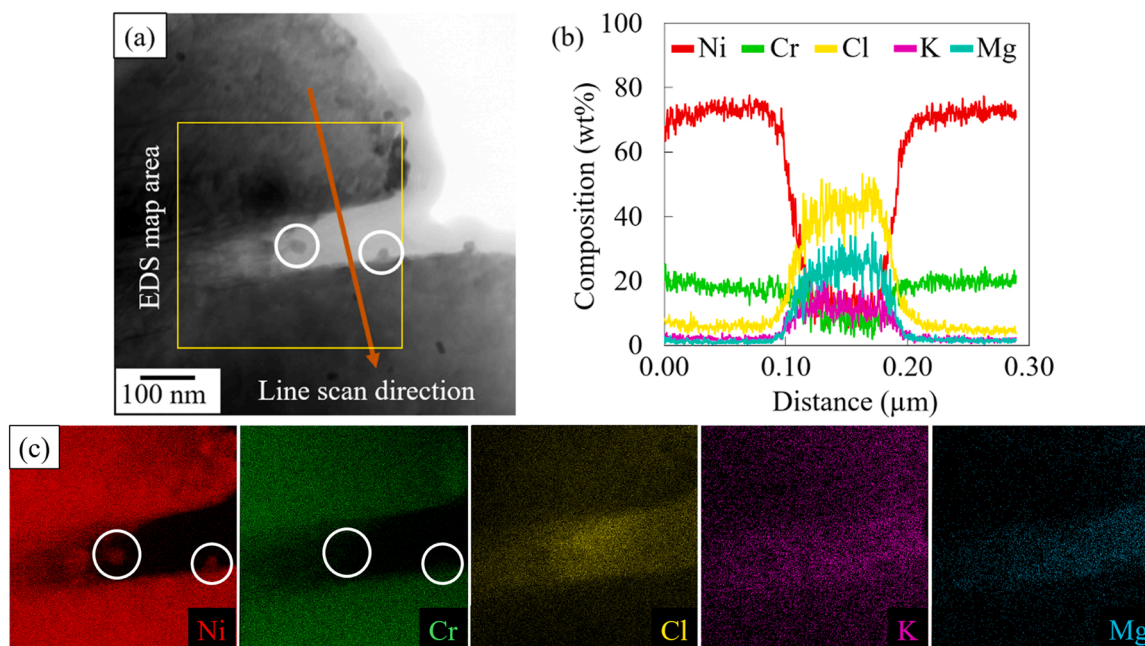 (a)
EDS map area
100 nm
Line scan direction
(b)
Ni Cr Cl K Mg
Composition (wt%)
100
80
60
40
20
0
0.00 0.10 0.20 0.30
Distance (µm)
(c)
Ni Cr Cl K Mg